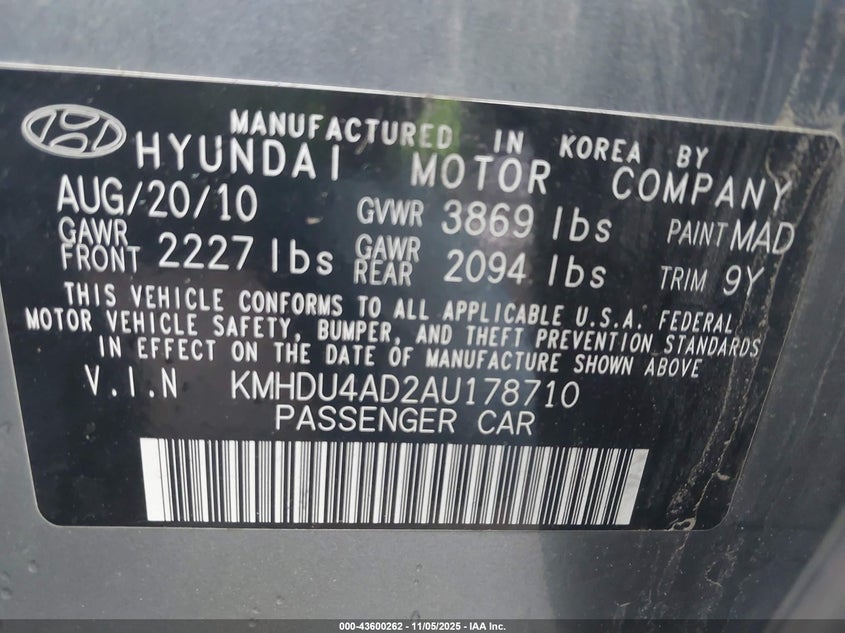 MANUFACTURED IN KOREA BY
HYUNDAI MOTOR COMPANY
AUG/20/10 GVWR 3869 lbs PAINT MAD
GAWR FRONT 2227 lbs GAWR REAR 2094 lbs TRIM 9Y
THIS VEHICLE CONFORMS TO ALL APPLICABLE U.S.A. FEDERAL
MOTOR VEHICLE SAFETY, BUMPER, AND THEFT PREVENTION STANDARDS
IN EFFECT ON THE DATE OF MANUFACTURE SHOWN ABOVE
V.I.N KMHDU4AD2AU178710
PASSENGER CAR
000-43600262 - 11/05/2025 - IAA Inc.